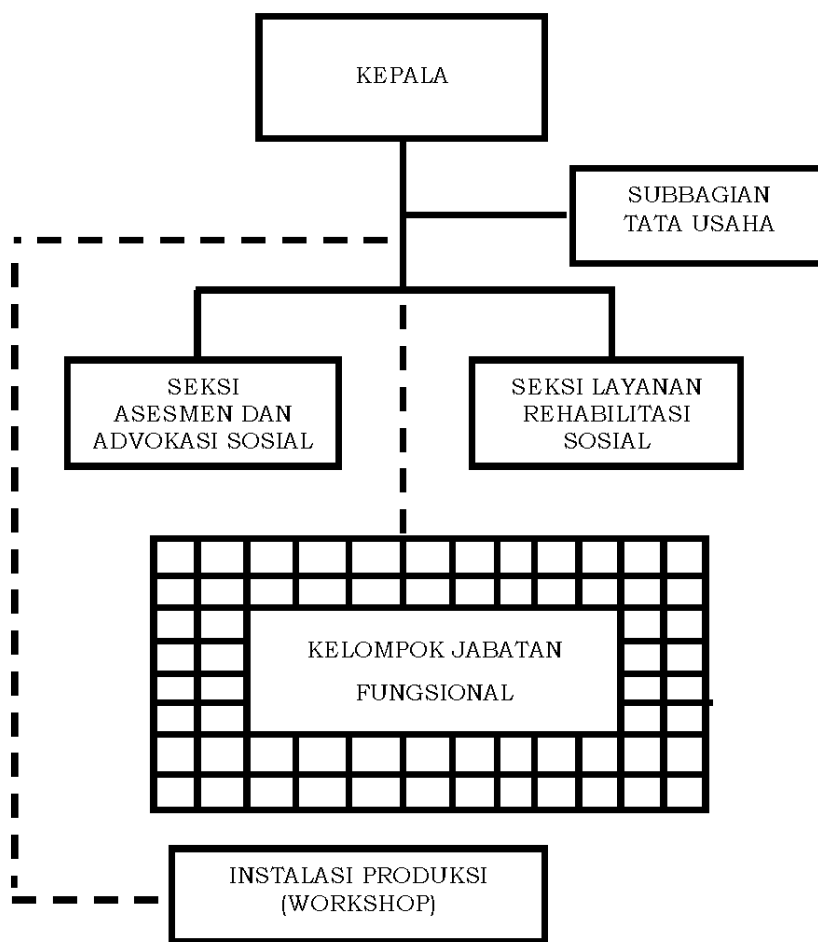 KEPALA
SUBBAGIAN
TATA USAHA
SEKSI
ASESMEN DAN
ADVOKASI SOSIAL
SEKSI LAYANAN
REHABILITASI
SOSIAL
KELOMPOK JABATAN
FUNGSIONAL
INSTALASI PRODUKSI
(WORKSHOP)